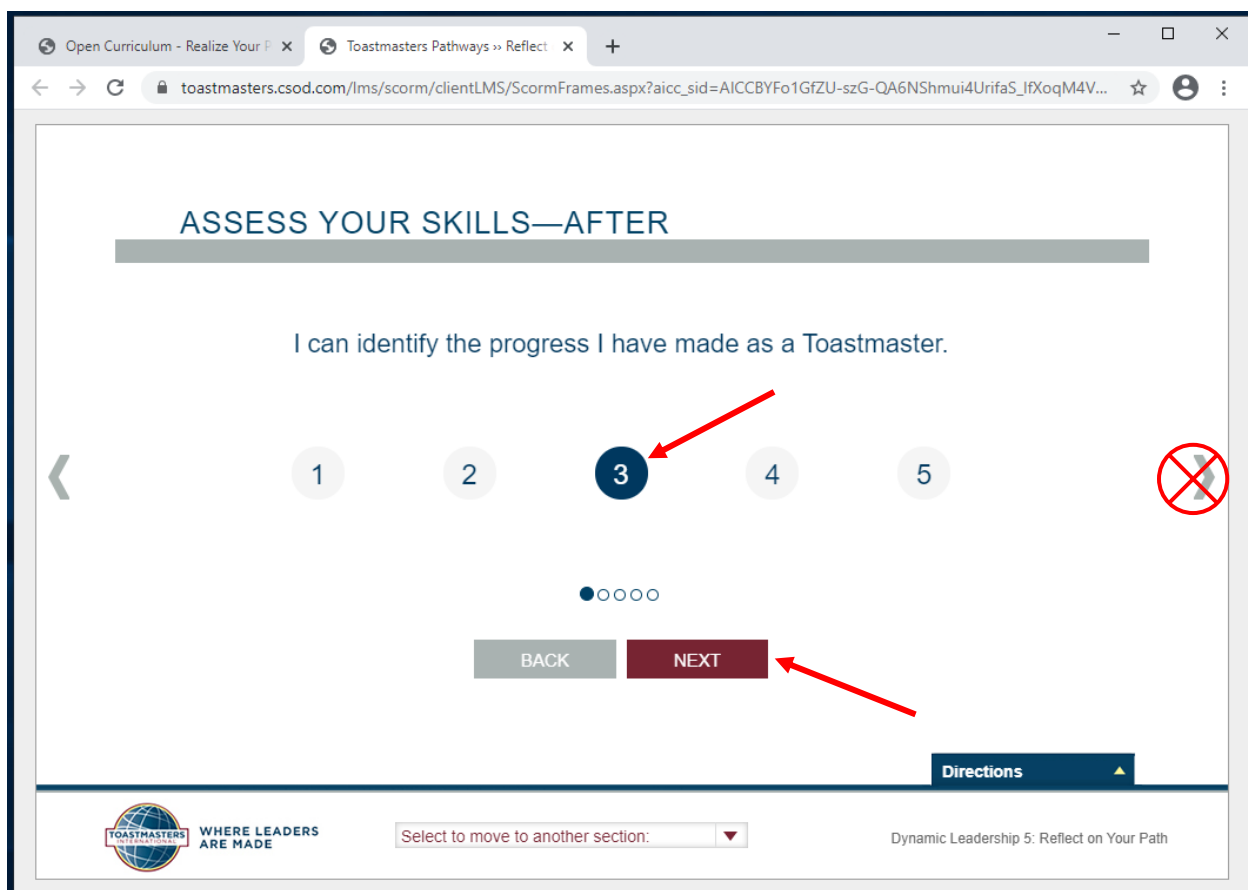 Open Curriculum - Realize Your P
Toastmasters Pathways ›› Reflect
toastmasters.csod.com/lms/scorm/clientLMS/ScormFrames.aspx?aicc_sid=AICCBYFo1GfZU-szG-QA6NShmui4UrifaS_IfXoqM4V...
ASSESS YOUR SKILLS—AFTER
I can identify the progress I have made as a Toastmaster.
1 2 3 4 5
BACK NEXT
Directions
TOASTMASTERS
INTERNATIONAL
WHERE LEADERS
ARE MADE
Select to move to another section:
Dynamic Leadership 5: Reflect on Your Path